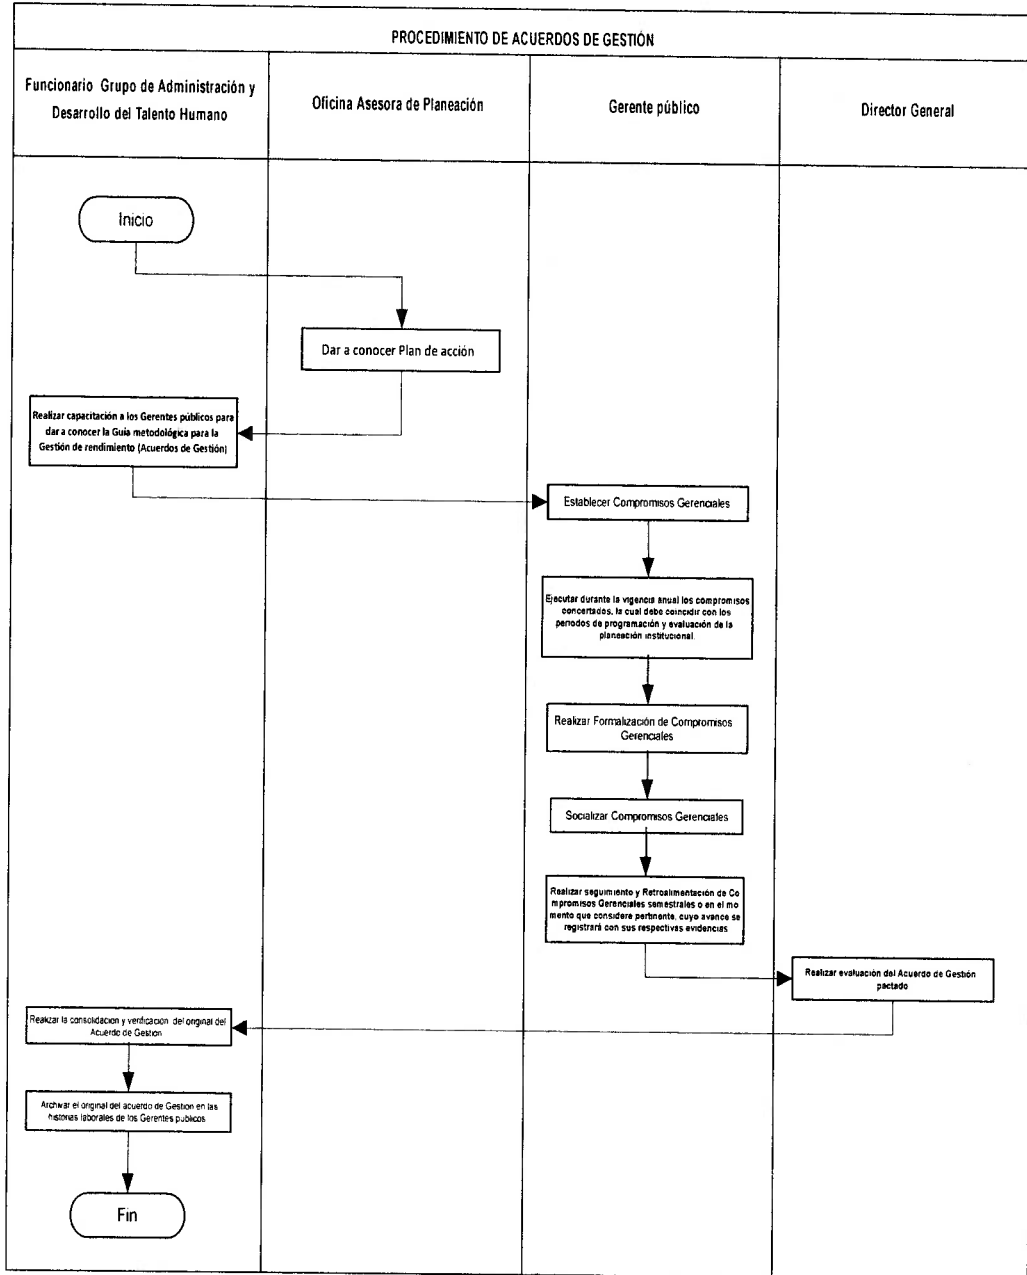 PROCEDIMIENTO DE ACUERDOS DE GESTIÓN
Funcionario Grupo de Administración y
Desarrollo del Talento Humano
Oficina Asesora de Planeación
Gerente público
Director General
Inicio
Dar a conocer Plan de acción
Realizar capacitación a los Gerentes públicos para
dar a conocer la Guía metodológica para la
Gestión de rendimiento (Acuerdos de Gestión)
Establecer Compromisos Gerenciales
Ejecutar durante la vigencia anual los compromisos
concertados, la cual debe coincidir con los
periodos de programación y evaluación de la
planeación institucional.
Realizar Formalización de Compromisos
Gerenciales
Socializar Compromisos Gerenciales
Realizar seguimiento y Retroalimentación de Co
mpromisos Gerenciales semestrales o en el mo
mento que considere pertinente, cuyo avance se
registrará con sus respectivas evidencias
Realizar evaluación del Acuerdo de Gestión
pactado
Realizar la consolidacion y verificación del original del
Acuerdo de Gestion
Archivar el original del acuerdo de Gestion en las
historias laborales de los Gerentes publicos
Fin